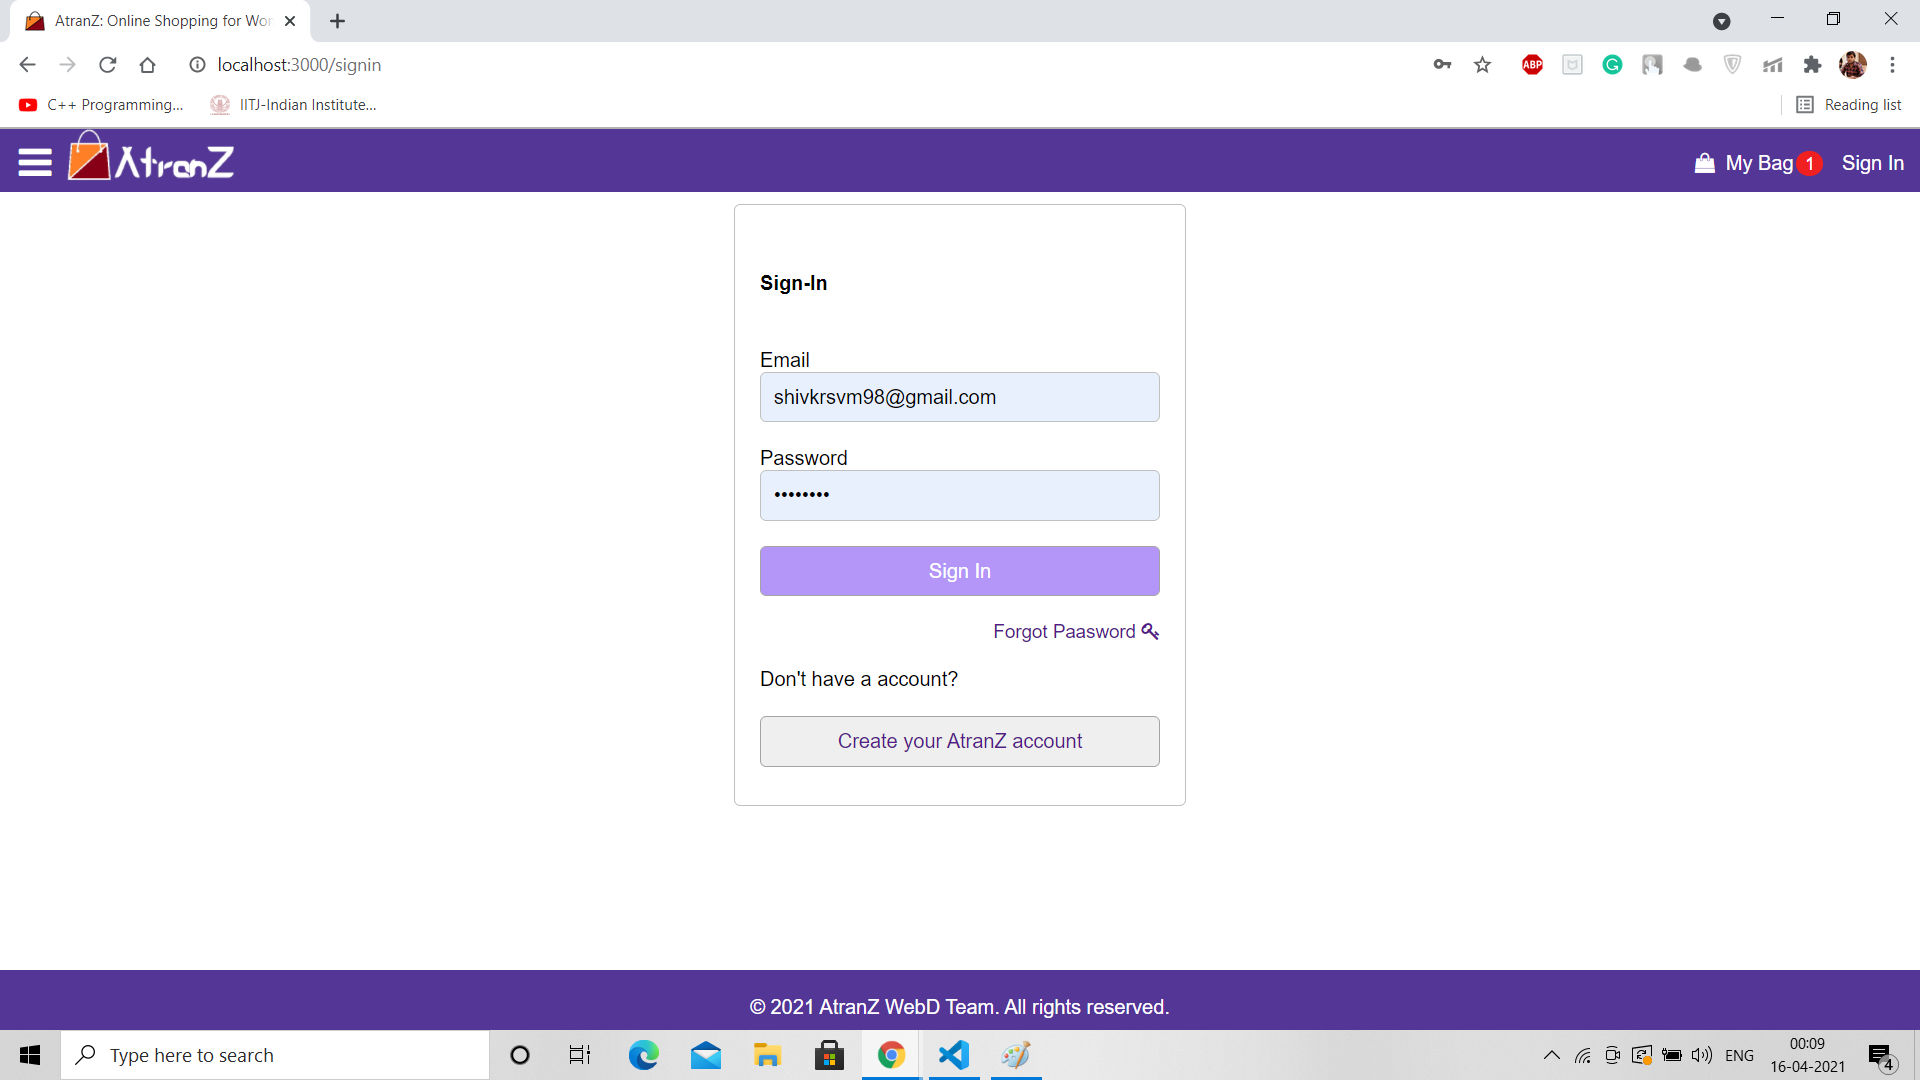 AtranZ: Online Shopping for Wor
localhost:3000/signin
ABP
C++ Programming...
IITJ-Indian Institute...
Reading list
AtranZ
My Bag 1
Sign In
Sign-In
Email
shivkrsvm98@gmail.com
Password
••••••••
Sign In
Forgot Paasword
Don't have a account?
Create your AtranZ account
© 2021 AtranZ WebD Team. All rights reserved.
Type here to search
ENG
00:09
16-04-2021
4